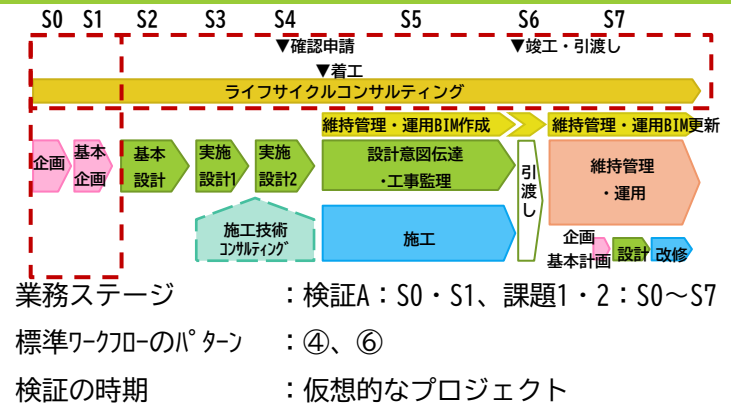 S0 S1 S2 S3 S4 S5 S6 S7
▼確認申請 ▼竣工・引渡し
▼着工
ライフサイクルコンサルティング
維持管理・運用BIM作成 維持管理・運用BIM更新
企画
基本
企画
基本
設計
実施
設計1
実施
設計2
設計意図伝達
・工事監理
引渡し
維持管理
・運用
施工技術
ｺﾝｻﾙﾃｨﾝｸﾞ
施工
企画
基本計画
設計
改修
業務ステージ ：検証A：S0・S1、課題1・2：S0～S7
標準ﾜｰｸﾌﾛｰのﾊﾟﾀｰﾝ ：④、⑥
検証の時期 ：仮想的なプロジェクト